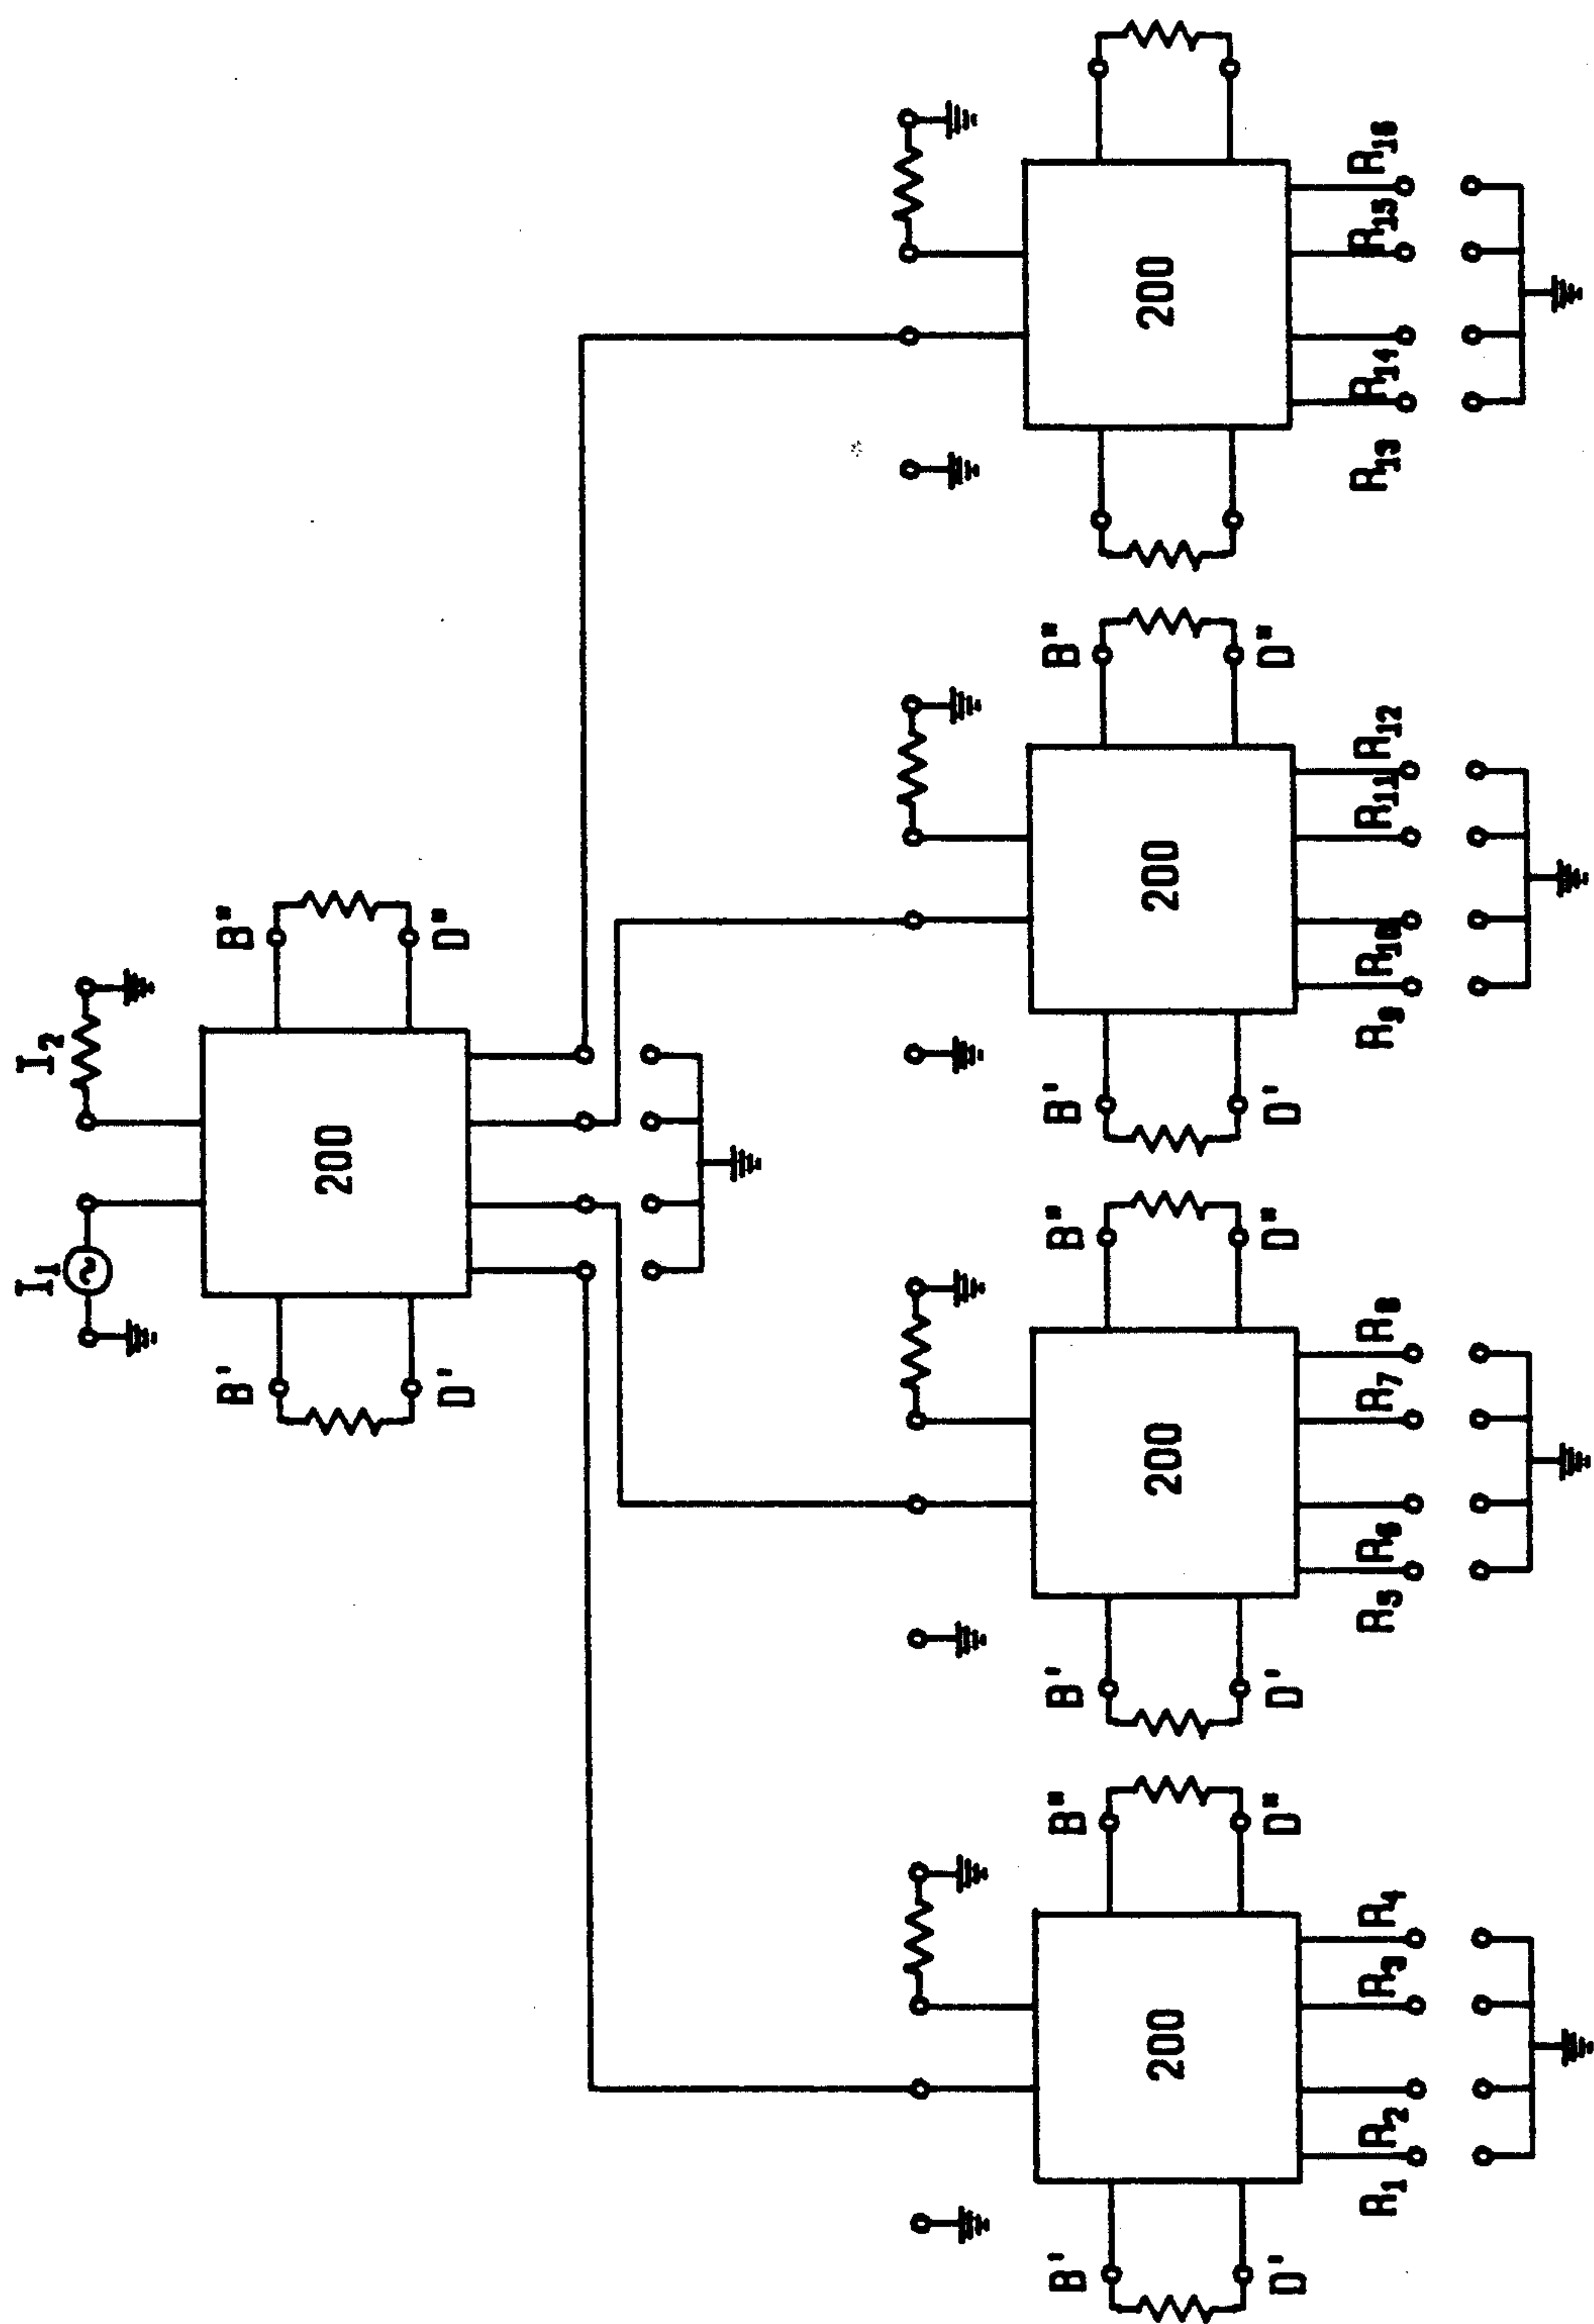 I₁ I₂
B' B"
200
D' D"
B' B" B' B" B' B"
200 200 200 200
D' D" D' D" D' D"
R₁ R₂ R₃ R₄ R₅ R₆ R₇ R₈ R₉ R₁₀ R₁₁ R₁₂ R₁₃ R₁₄ R₁₅ R₁₆